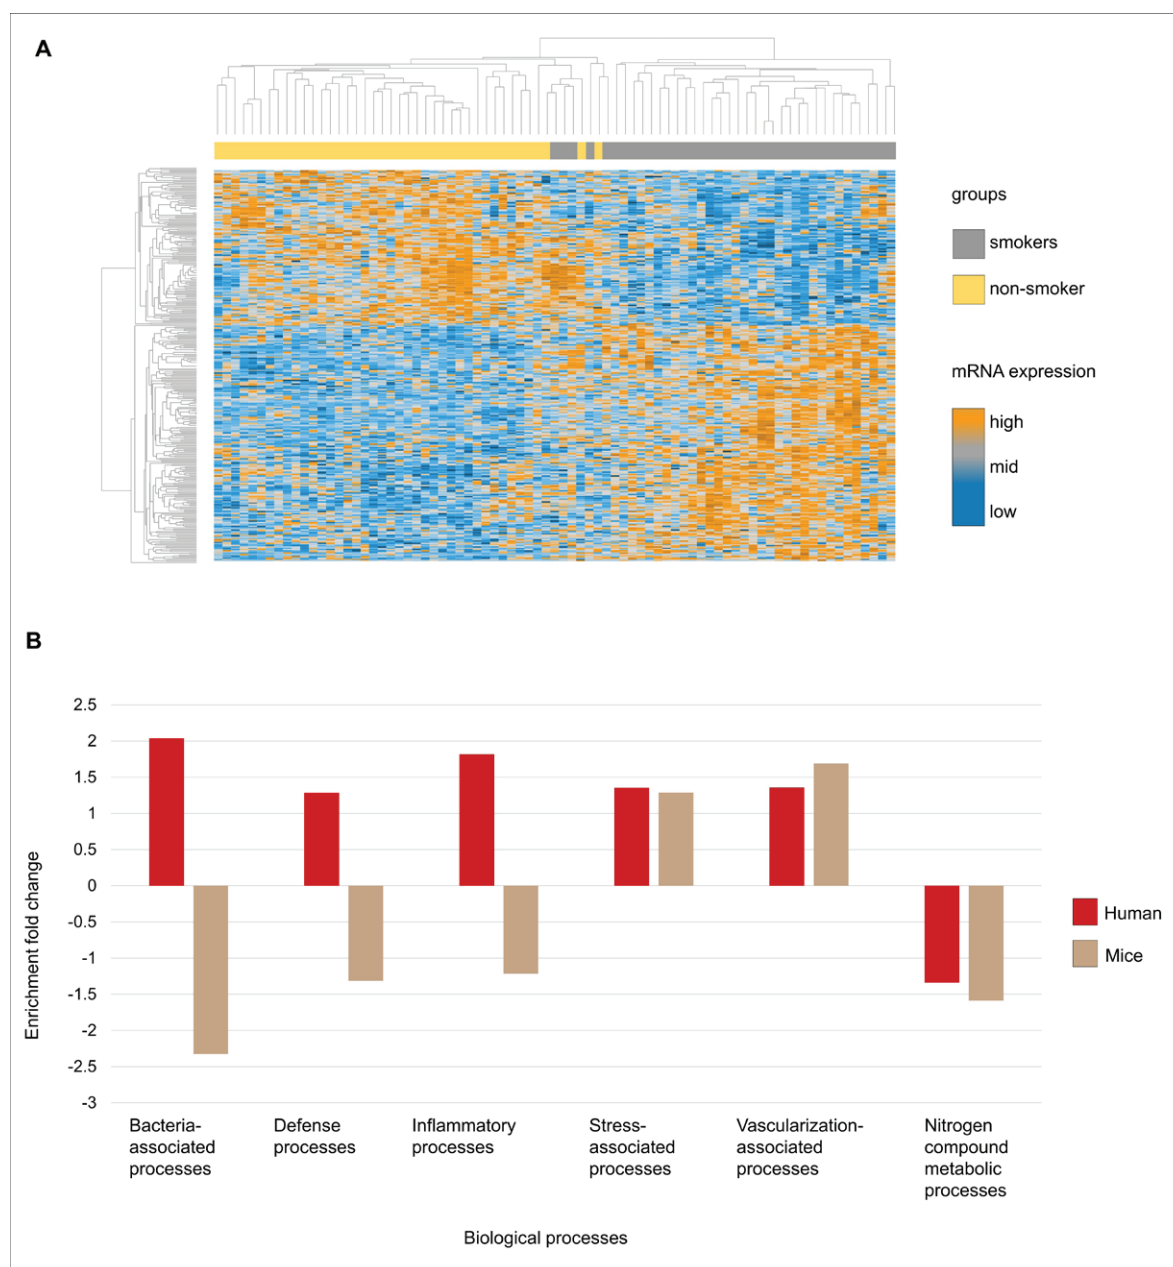 A
groups
smokers
non-smoker
mRNA expression
high
mid
low
B
2.5
2
1.5
1
0.5
0
-0.5
-1
-1.5
-2
-2.5
-3
Enrichment fold change
Human
Mice
Bacteria-
associated
processes
Defense
processes
Inflammatory
processes
Stress-
associated
processes
Vascularization-
associated
processes
Nitrogen
compound
metabolic
processes
Biological processes